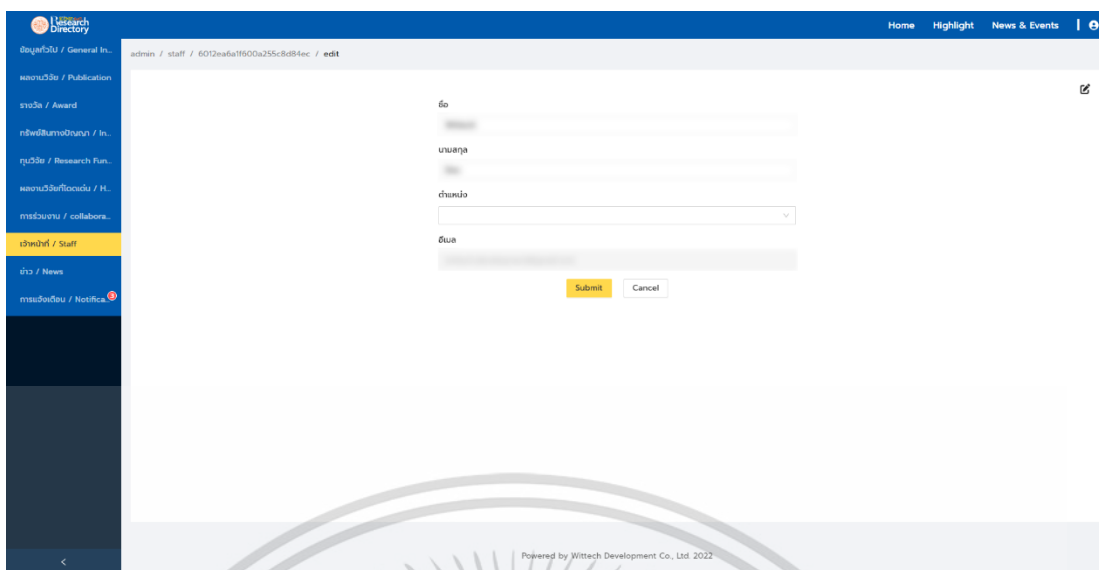 Research
Directory
Home Highlight News & Events
ข้อมูลทั่วไป / General In...
ผลงานวิจัย / Publication
รางวัล / Award
ทรัพย์สินทางปัญญา / In...
ทุนวิจัย / Research Fun...
ผลงานวิจัยที่โดดเด่น / H...
การร่วมงาน / collabora...
เจ้าหน้าที่ / Staff
ข่าว / News
การแจ้งเตือน / Notifica... 3
admin / staff / 6012ea6a1f600a255c8d84ec / edit
ชื่อ
นามสกุล
ตำแหน่ง
อีเมล
Submit Cancel
Powered by Wittech Development Co., Ltd. 2022